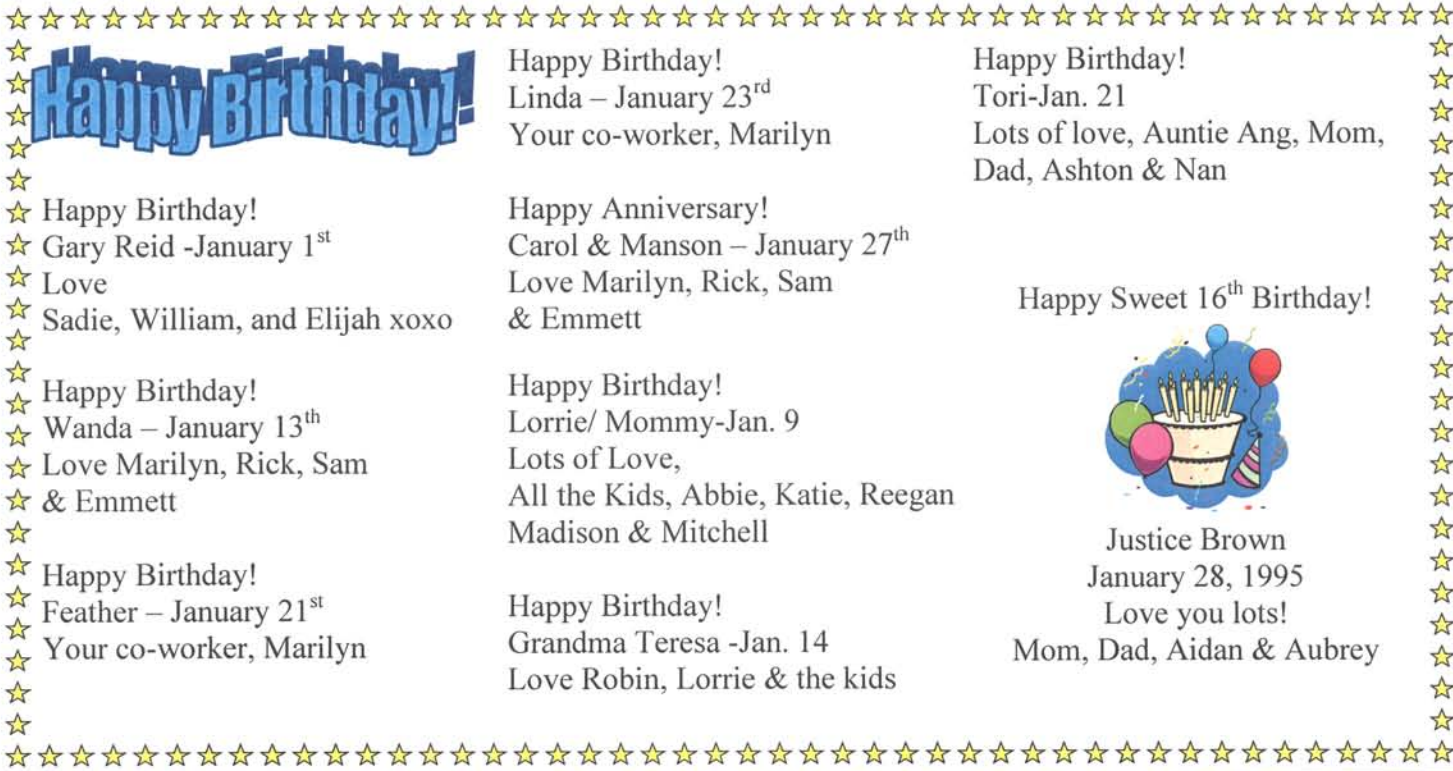 Happy Birthday!
Happy Birthday!
Gary Reid -January 1st
Love
Sadie, William, and Elijah xoxo
Happy Birthday!
Wanda – January 13th
Love Marilyn, Rick, Sam
& Emmett
Happy Birthday!
Feather – January 21st
Your co-worker, Marilyn
Happy Birthday!
Linda – January 23rd
Your co-worker, Marilyn
Happy Anniversary!
Carol & Manson – January 27th
Love Marilyn, Rick, Sam
& Emmett
Happy Birthday!
Lorrie/ Mommy-Jan. 9
Lots of Love,
All the Kids, Abbie, Katie, Reegan
Madison & Mitchell
Happy Birthday!
Grandma Teresa -Jan. 14
Love Robin, Lorrie & the kids
Happy Birthday!
Tori-Jan. 21
Lots of love, Auntie Ang, Mom,
Dad, Ashton & Nan
Happy Sweet 16th Birthday!
Justice Brown
January 28, 1995
Love you lots!
Mom, Dad, Aidan & Aubrey